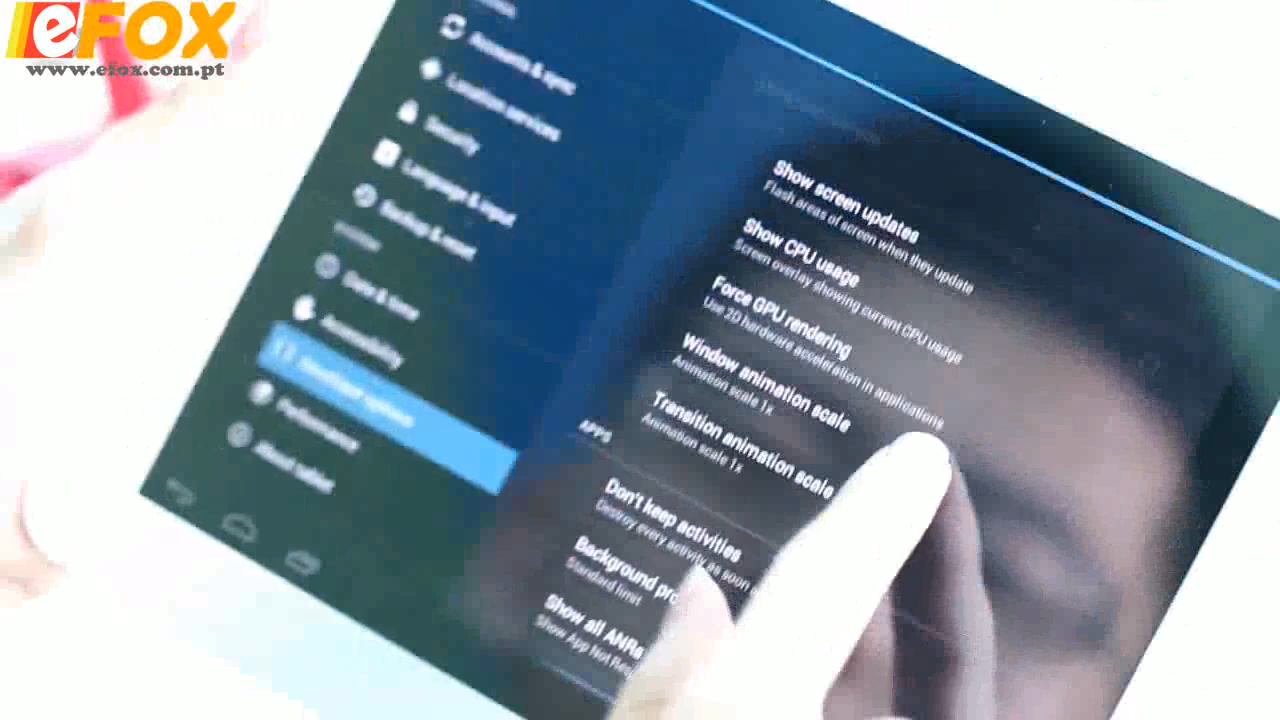 eFOX
www.efox.com.pt
Accounts & sync
Location services
Security
Language & input
Backup & reset
Date & time
Accessibility
Developer options
Performance
About tablet
Show screen updates
Flash areas of screen when they update
Show CPU usage
Screen overlay showing current CPU usage
Force GPU rendering
Use 2D hardware acceleration in applications
Window animation scale
Animation scale 1x
Transition animation scale
Animation scale 1x
APPS
Don't keep activities
Destroy every activity as soon
Background pro
Standard limit
Show all ANRs
Show App Not Res